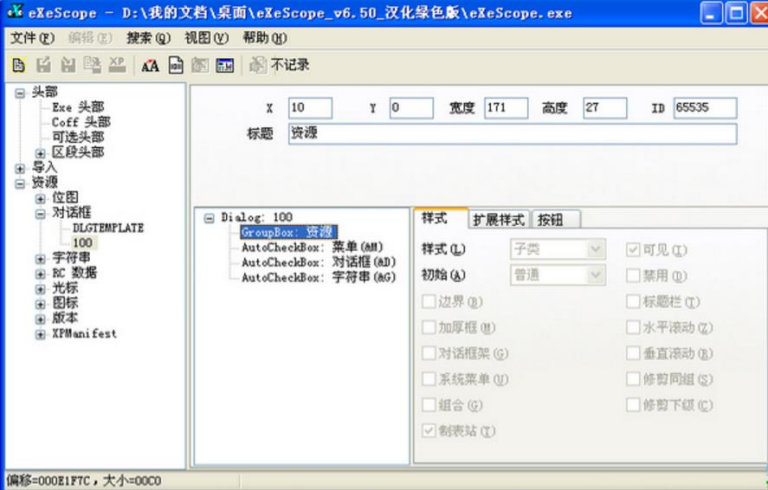 eXeScope - D:\我的文档\桌面\eXeScope_v6.50_汉化绿色版\eXeScope.exe
文件(F) 编辑(E) 搜索(Q) 视图(V) 帮助(H)
不记录
头部
Exe 头部
Coff 头部
可选头部
区段头部
导入
资源
位图
对话框
DLGTEMPLATE
100
字符串
RC 数据
光标
图标
版本
XPManifest
X 10 Y 0 宽度 171 高度 27 ID 65535
标题 资源
Dialog: 100
GroupBox: 资源
AutoCheckBox: 菜单(&M)
AutoCheckBox: 对话框(&D)
AutoCheckBox: 字符串(&G)
样式 扩展样式 按钮
样式(L) 子类 可见(I)
初始(A) 普通 禁用(D)
边界(B) 标题栏(T)
加厚框(M) 水平滚动(Z)
对话框架(G) 垂直滚动(R)
系统菜单(U) 修剪同组(S)
组合(G) 修剪下级(C)
制表站(T)
偏移=000E1F7C，大小=00C0